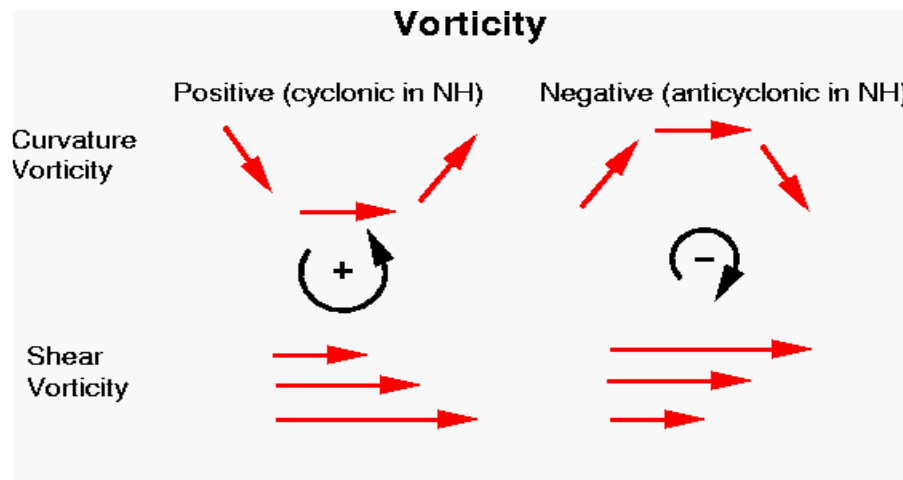 Vorticity
Positive (cyclonic in NH)
Negative (anticyclonic in NH)
Curvature
Vorticity
+
−
Shear
Vorticity